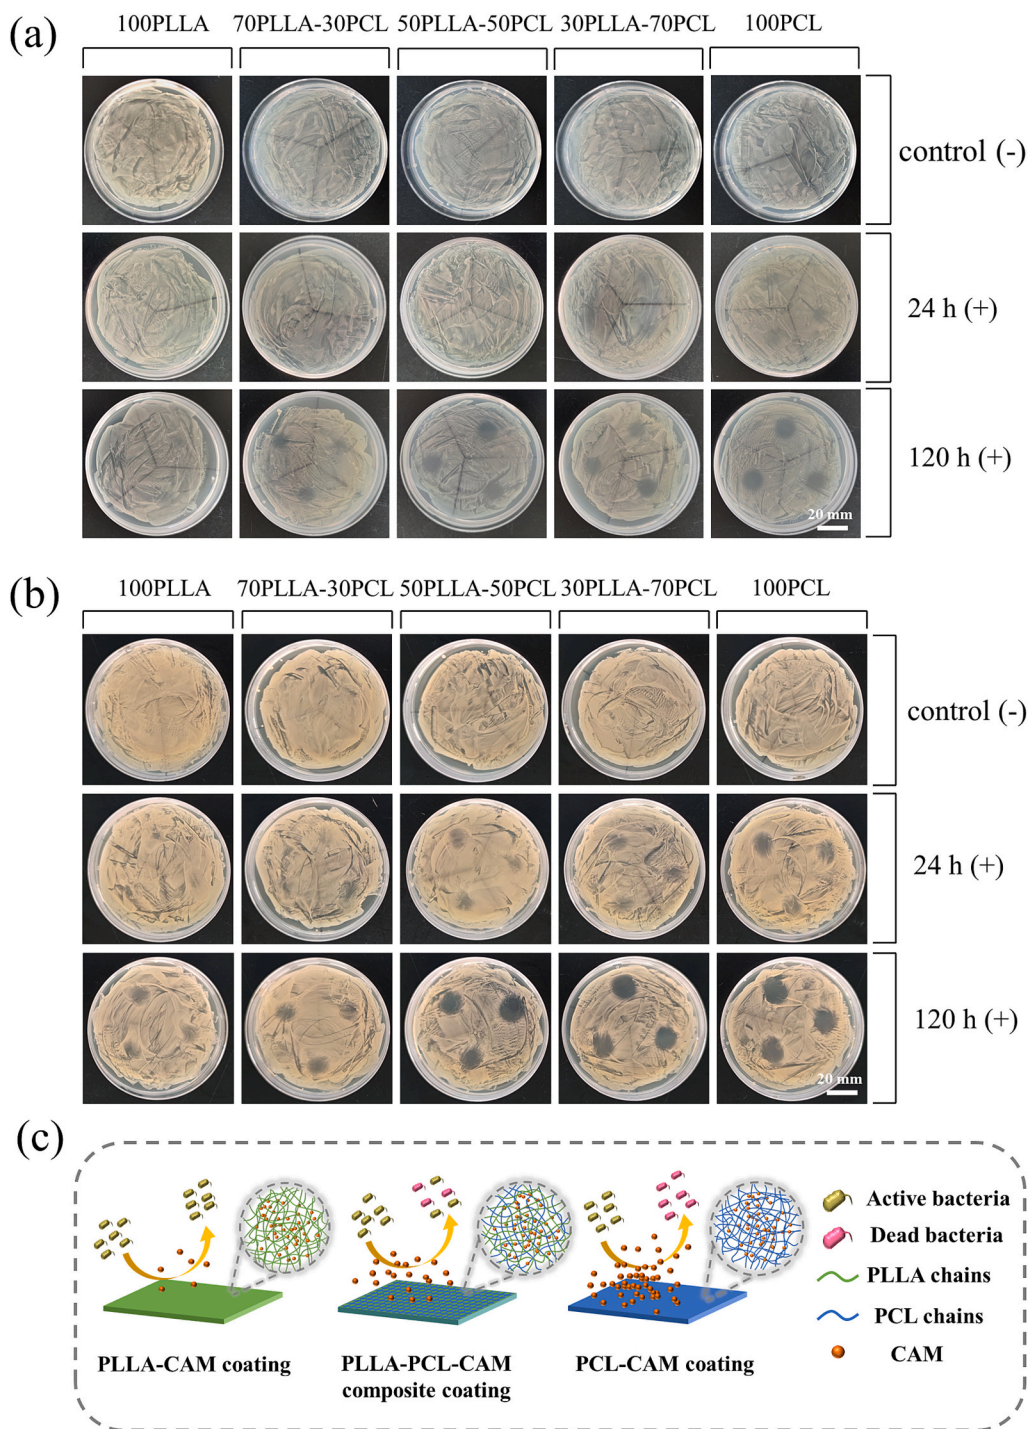 (a)
100PLLA 70PLLA-30PCL 50PLLA-50PCL 30PLLA-70PCL 100PCL
control (-)
24 h (+)
120 h (+)
20 mm
(b)
100PLLA 70PLLA-30PCL 50PLLA-50PCL 30PLLA-70PCL 100PCL
control (-)
24 h (+)
120 h (+)
20 mm
(c)
Active bacteria
Dead bacteria
PLLA chains
PCL chains
CAM
PLLA-CAM coating
PLLA-PCL-CAM
composite coating
PCL-CAM coating